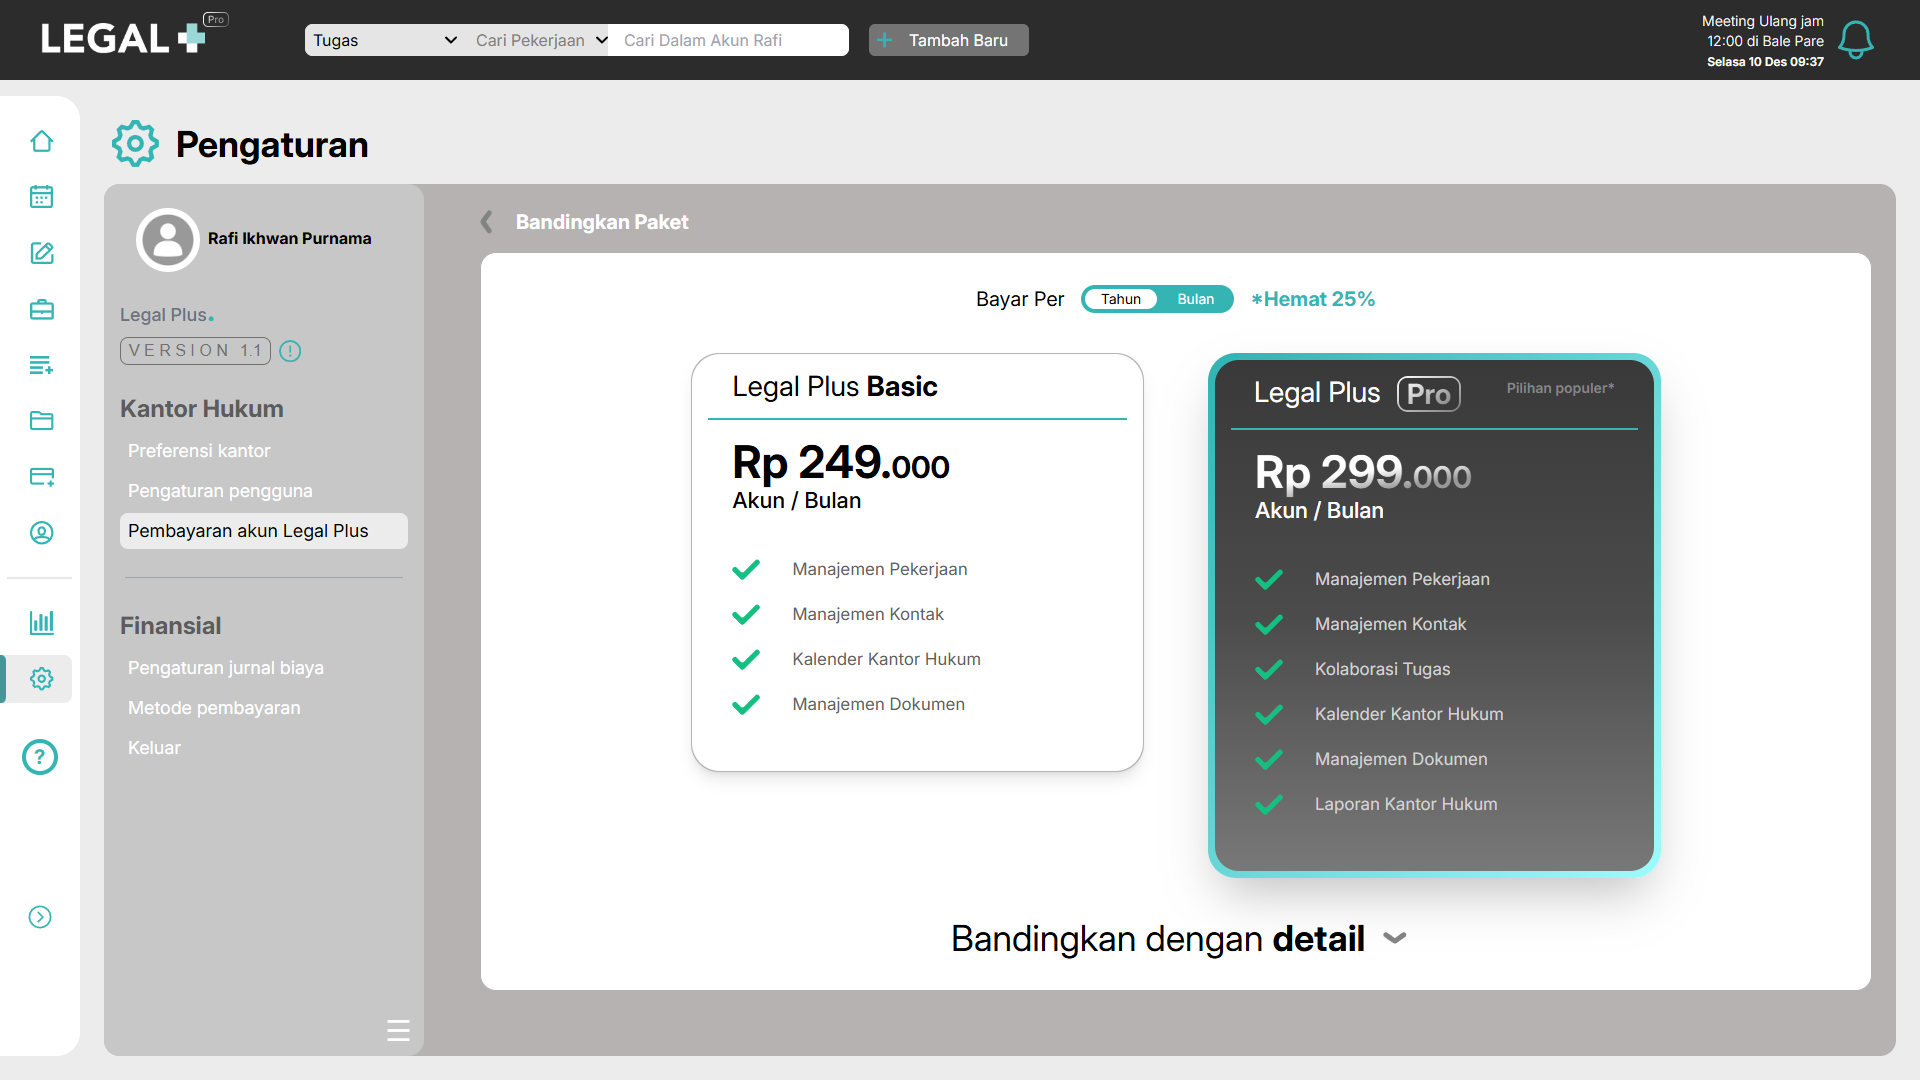 LEGAL
Pro
Tugas
Cari Pekerjaan
Cari Dalam Akun Rafi
Tambah Baru
Meeting Ulang jam
12:00 di Bale Pare
Selasa 10 Des 09:37
Pengaturan
Rafi Ikhwan Purnama
Legal Plus.
VERSION 1.1
Kantor Hukum
Preferensi kantor
Pengaturan pengguna
Pembayaran akun Legal Plus
Finansial
Pengaturan jurnal biaya
Metode pembayaran
Keluar
?
Bandingkan Paket
Bayar Per
Tahun
Bulan
*Hemat 25%
Legal Plus Basic
Rp 249.000
Akun / Bulan
Manajemen Pekerjaan
Manajemen Kontak
Kalender Kantor Hukum
Manajemen Dokumen
Legal Plus Pro
Pilihan populer*
Rp 299.000
Akun / Bulan
Manajemen Pekerjaan
Manajemen Kontak
Kolaborasi Tugas
Kalender Kantor Hukum
Manajemen Dokumen
Laporan Kantor Hukum
Bandingkan dengan detail